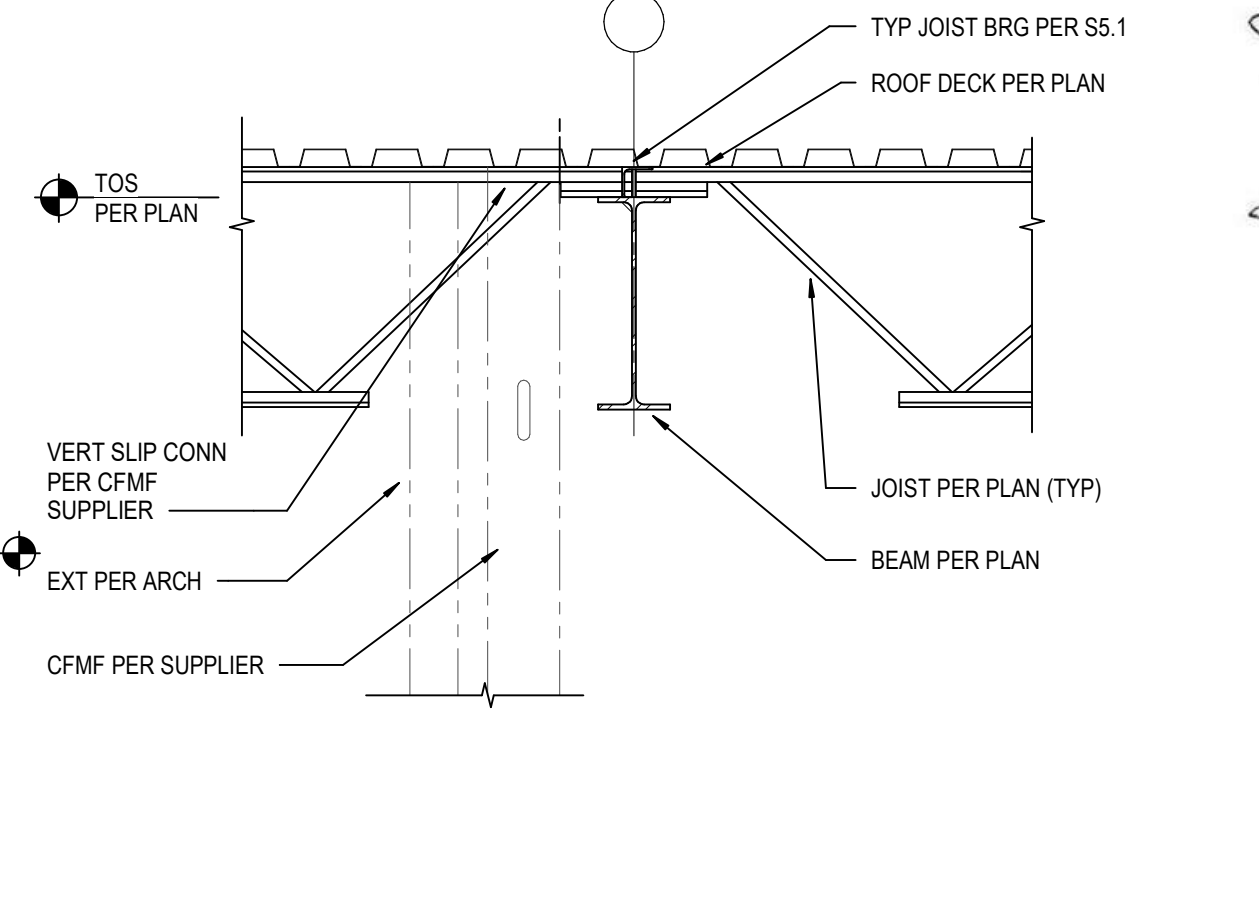 TYP JOIST BRG PER S5.1
ROOF DECK PER PLAN
TOS
PER PLAN
VERT SLIP CONN
PER CFMF
SUPPLIER
JOIST PER PLAN (TYP)
BEAM PER PLAN
EXT PER ARCH
CFMF PER SUPPLIER